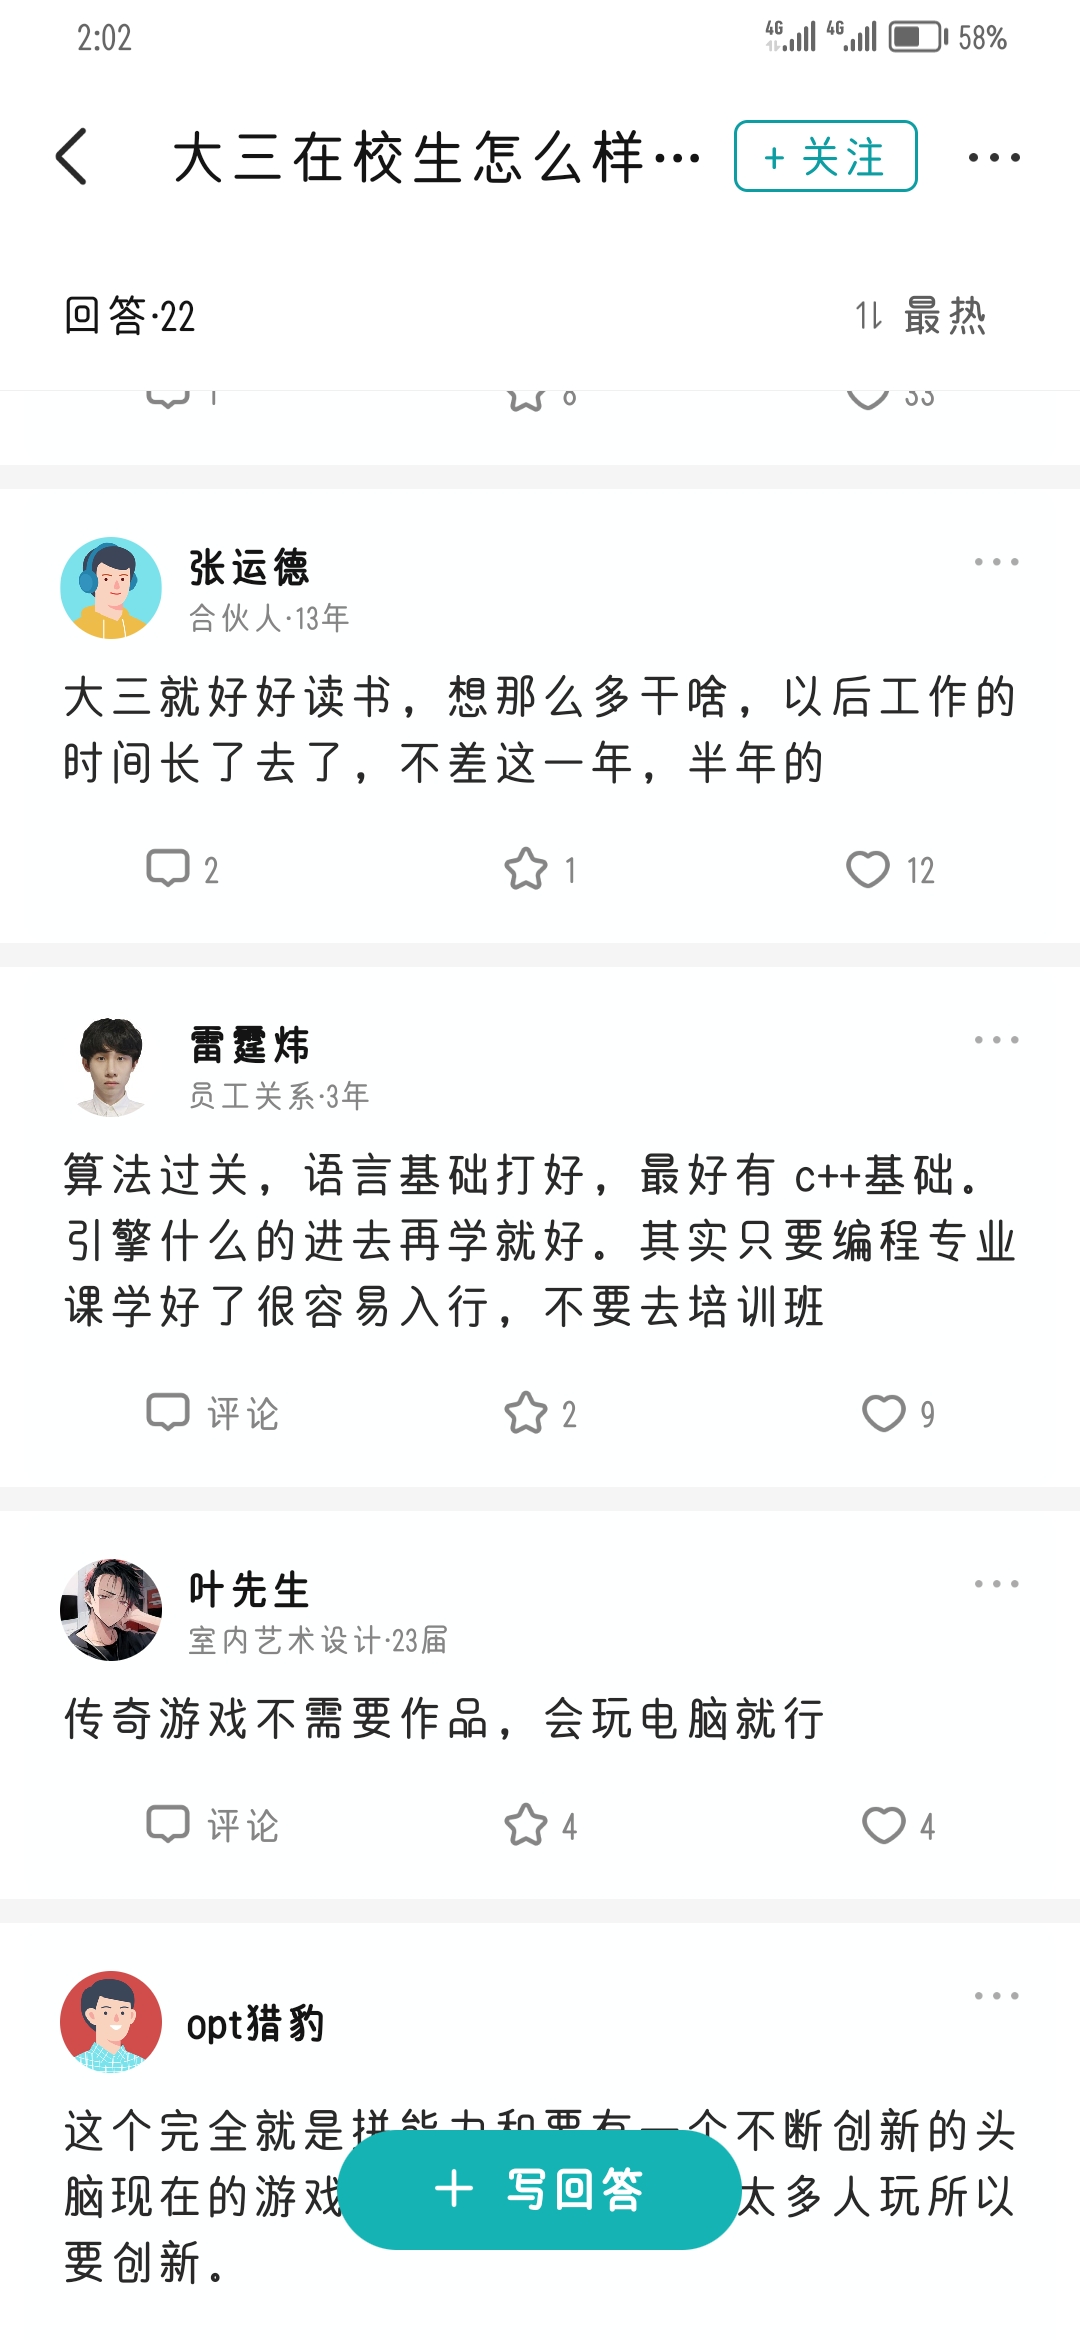 2:02
4G 4G 58%
大三在校生怎么样… + 关注
回答·22
最热
1 8 33
张运德
合伙人·13年
大三就好好读书，想那么多干啥，以后工作的
时间长了去了，不差这一年，半年的
2 1 12
雷霆炜
员工关系·3年
算法过关，语言基础打好，最好有 c++基础。
引擎什么的进去再学就好。其实只要编程专业
课学好了很容易入行，不要去培训班
评论 2 9
叶先生
室内艺术设计·23届
传奇游戏不需要作品，会玩电脑就行
评论 4 4
opt猎豹
这个完全就是拼能力和要有一个不断创新的头
脑现在的游戏 太多人玩所以
+ 写回答
要创新。